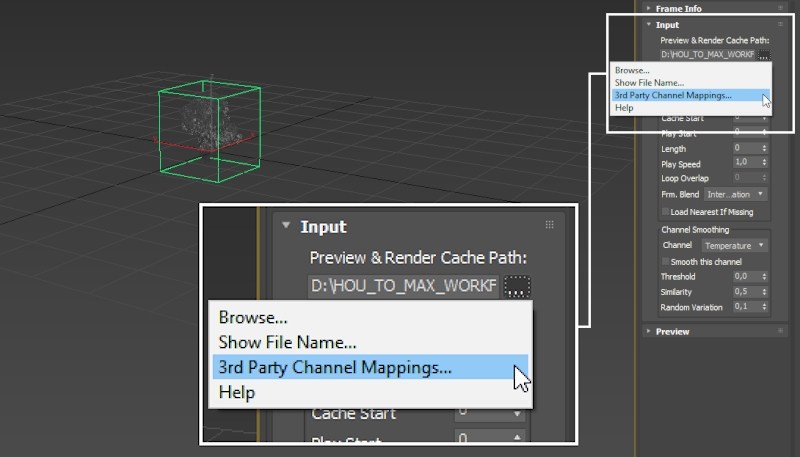 Frame Info
Input
Preview & Render Cache Path:
D:\HOU_TO_MAX_WORKF ...
Browse...
Show File Name...
3rd Party Channel Mappings...
Help
Cache Start 0
Play Start 0
Length 0
Play Speed 1,0
Loop Overlap 0
Frm. Blend Inter...ation
Load Nearest If Missing
Channel Smoothing
Channel Temperature
Smooth this channel
Threshold 0,0
Similarity 0,5
Random Variation 0,1
Preview
Input
Preview & Render Cache Path:
D:\HOU_TO_MAX_WORKF ...
Browse...
Show File Name...
3rd Party Channel Mappings...
Help
Cache Start 0
Play Start 0